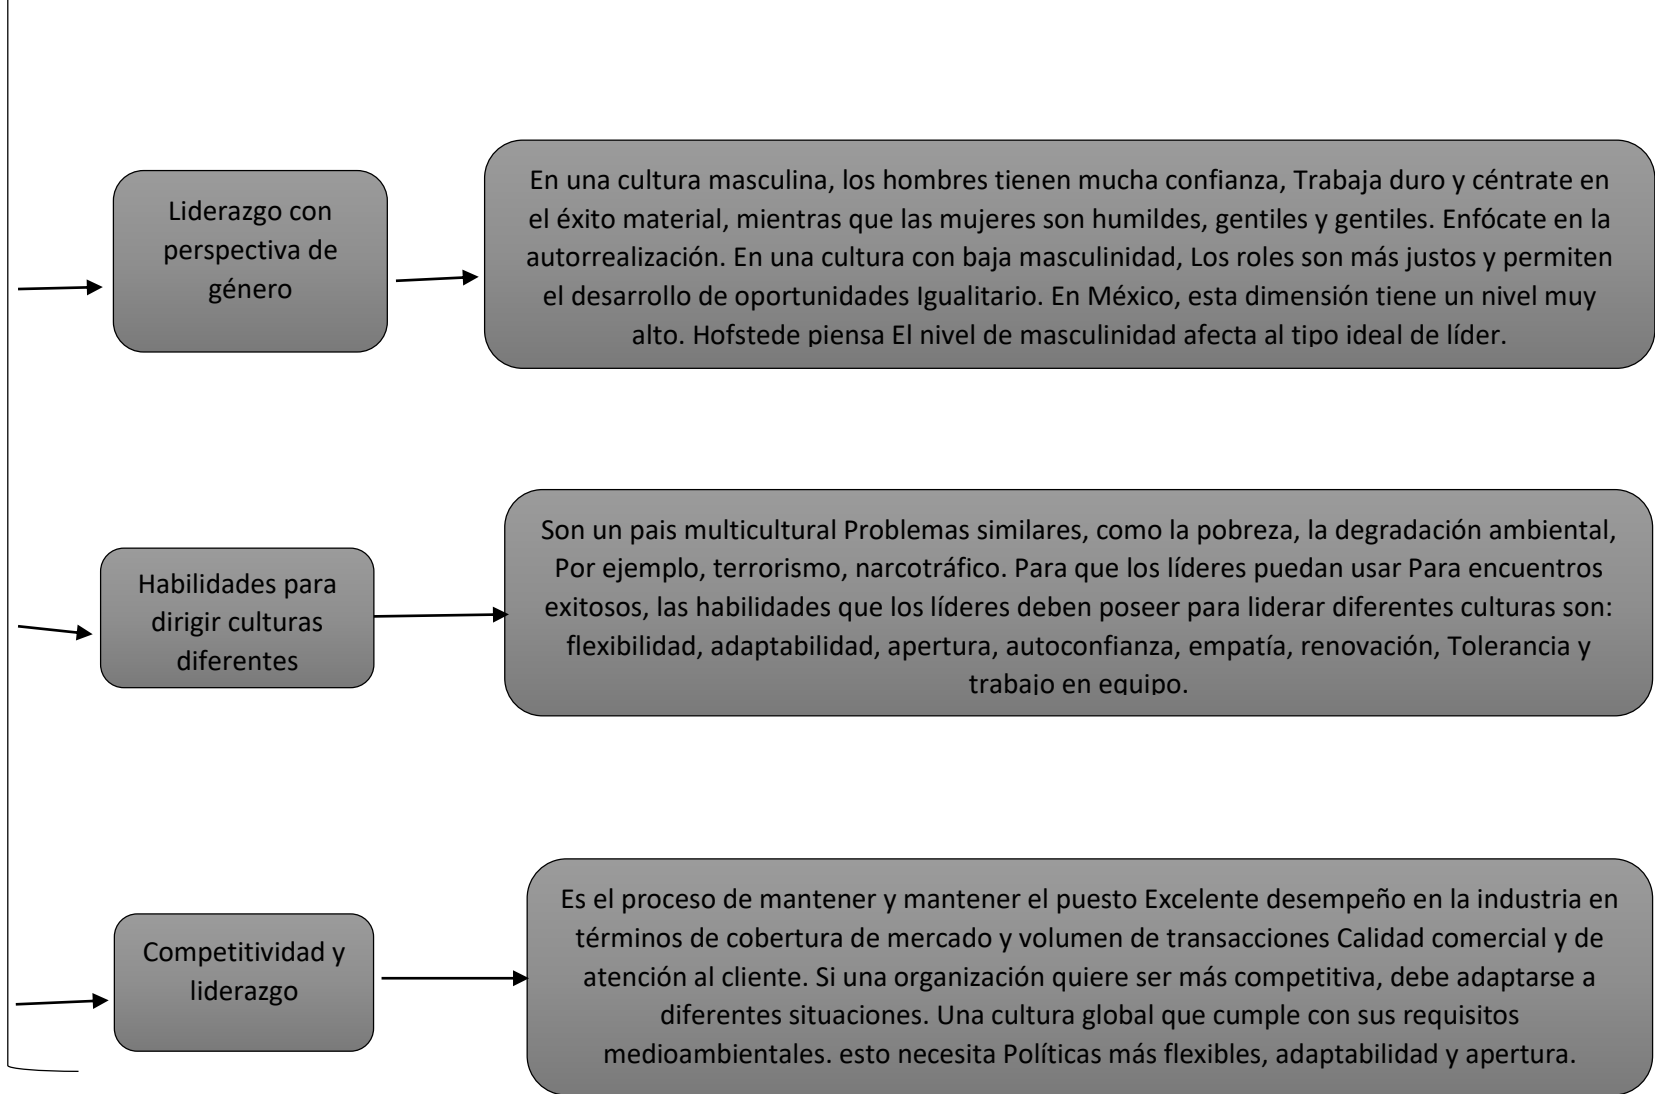 Liderazgo con
perspectiva de
género
En una cultura masculina, los hombres tienen mucha confianza, Trabaja duro y céntrate en
el éxito material, mientras que las mujeres son humildes, gentiles y gentiles. Enfócate en la
autorrealización. En una cultura con baja masculinidad, Los roles son más justos y permiten
el desarrollo de oportunidades Igualitario. En México, esta dimensión tiene un nivel muy
alto. Hofstede piensa El nivel de masculinidad afecta al tipo ideal de líder.
Habilidades para
dirigir culturas
diferentes
Son un pais multicultural Problemas similares, como la pobreza, la degradación ambiental,
Por ejemplo, terrorismo, narcotráfico. Para que los líderes puedan usar Para encuentros
exitosos, las habilidades que los líderes deben poseer para liderar diferentes culturas son:
flexibilidad, adaptabilidad, apertura, autoconfianza, empatía, renovación, Tolerancia y
trabajo en equipo.
Competitividad y
liderazgo
Es el proceso de mantener y mantener el puesto Excelente desempeño en la industria en
términos de cobertura de mercado y volumen de transacciones Calidad comercial y de
atención al cliente. Si una organización quiere ser más competitiva, debe adaptarse a
diferentes situaciones. Una cultura global que cumple con sus requisitos
medioambientales. esto necesita Políticas más flexibles, adaptabilidad y apertura.